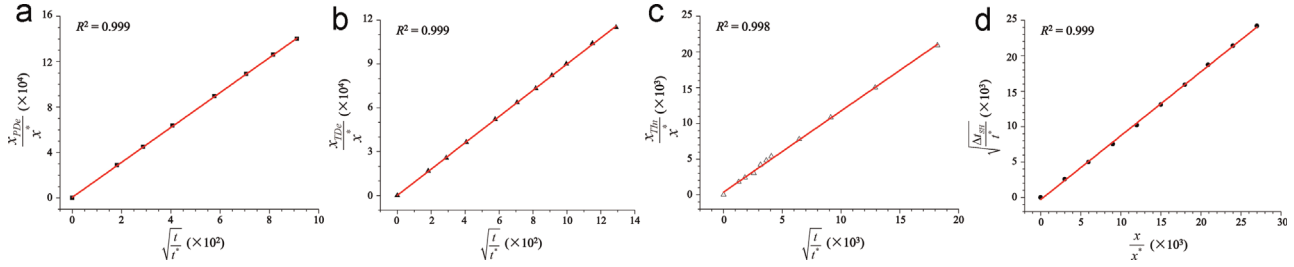 a
R² = 0.999
x_PDe / x* (×10⁴)
16
12
8
4
0
0 2 4 6 8 10
√(t / t*) (×10²)
b
R² = 0.999
x_TDe / x* (×10⁴)
12
9
6
3
0
0 2 4 6 8 10 12 14
√(t / t*) (×10²)
c
R² = 0.998
x_TIn / x* (×10³)
25
20
15
10
5
0
0 5 10 15 20
√(t / t*) (×10³)
d
R² = 0.999
√(Δt_SH / t*) (×10³)
25
20
15
10
5
0
0 5 10 15 20 25 30
x / x* (×10³)